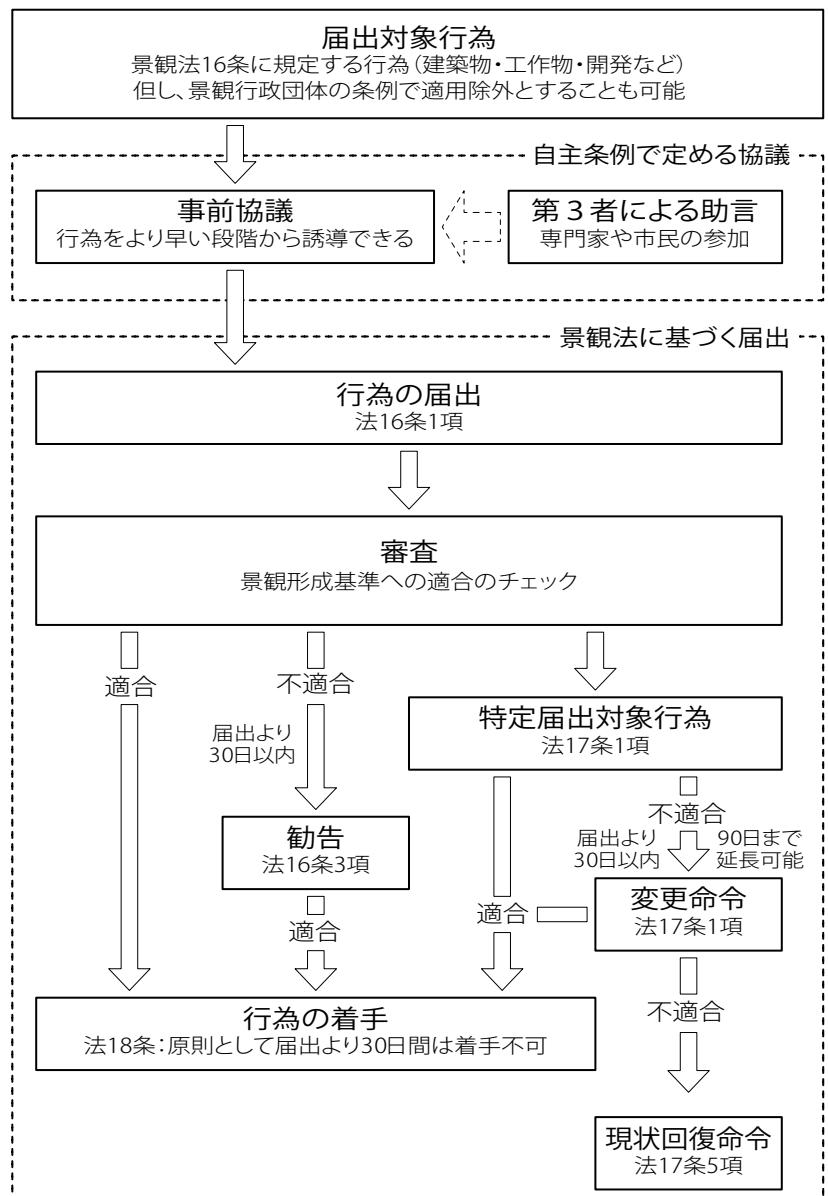 届出対象行為
景観法16条に規定する行為（建築物・工作物・開発など）
但し、景観行政団体の条例で適用除外とすることも可能
自主条例で定める協議
事前協議
行為をより早い段階から誘導できる
第３者による助言
専門家や市民の参加
景観法に基づく届出
行為の届出
法16条1項
審査
景観形成基準への適合のチェック
適合
不適合
届出より
30日以内
特定届出対象行為
法17条1項
不適合
届出より
30日以内
90日まで
延長可能
勧告
法16条3項
適合
適合
変更命令
法17条1項
不適合
行為の着手
法18条：原則として届出より30日間は着手不可
現状回復命令
法17条5項